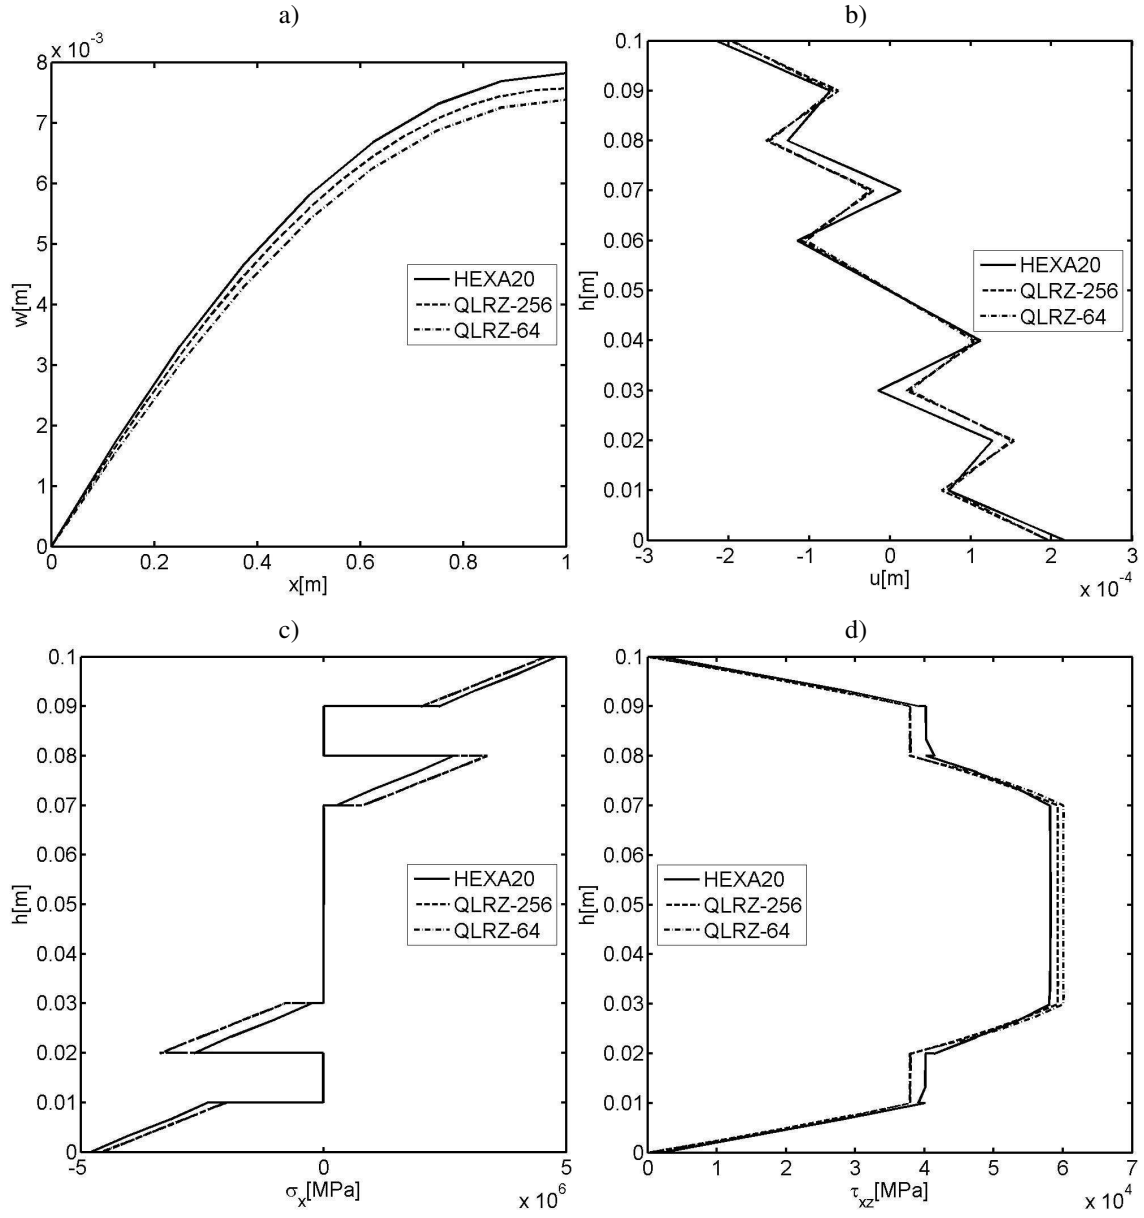 a)
x 10⁻³
8
7
6
5
4
3
2
1
0
w[m]
HEXA20
QLRZ-256
QLRZ-64
0 0.2 0.4 0.6 0.8 1
x[m]
b)
0.1
0.09
0.08
0.07
0.06
0.05
0.04
0.03
0.02
0.01
0
h[m]
HEXA20
QLRZ-256
QLRZ-64
-3 -2 -1 0 1 2 3
u[m]
x 10⁻⁴
c)
0.1
0.09
0.08
0.07
0.06
0.05
0.04
0.03
0.02
0.01
0
h[m]
HEXA20
QLRZ-256
QLRZ-64
-5 0 5
σx[MPa]
x 10⁶
d)
0.1
0.09
0.08
0.07
0.06
0.05
0.04
0.03
0.02
0.01
0
h[m]
HEXA20
QLRZ-256
QLRZ-64
0 1 2 3 4 5 6 7
τxz[MPa]
x 10⁴